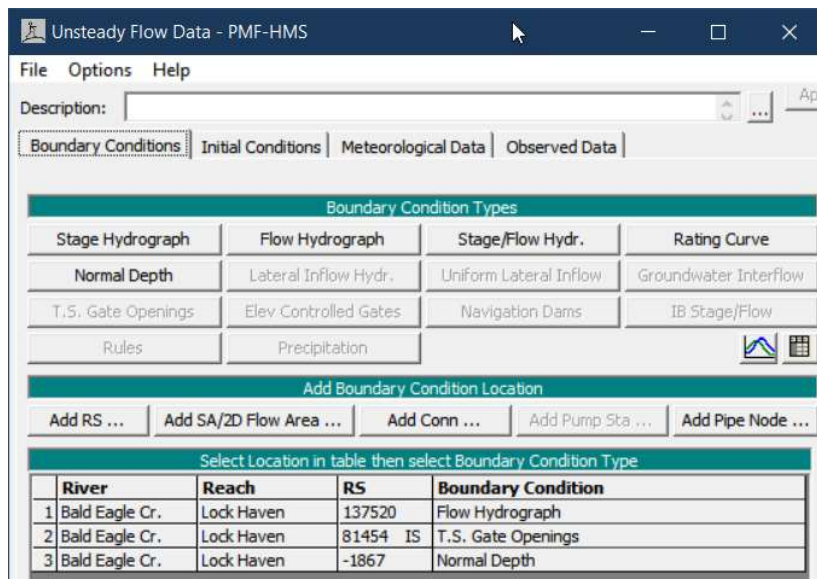 Unsteady Flow Data - PMF-HMS
File Options Help
Description: ... Ap
Boundary Conditions Initial Conditions Meteorological Data Observed Data
Boundary Condition Types
Stage Hydrograph Flow Hydrograph Stage/Flow Hydr. Rating Curve
Normal Depth Lateral Inflow Hydr. Uniform Lateral Inflow Groundwater Interflow
T.S. Gate Openings Elev Controlled Gates Navigation Dams IB Stage/Flow
Rules Precipitation
Add Boundary Condition Location
Add RS ... Add SA/2D Flow Area ... Add Conn ... Add Pump Sta ... Add Pipe Node ...
Select Location in table then select Boundary Condition Type
River Reach RS Boundary Condition
1 Bald Eagle Cr. Lock Haven 137520 Flow Hydrograph
2 Bald Eagle Cr. Lock Haven 81454 IS T.S. Gate Openings
3 Bald Eagle Cr. Lock Haven -1867 Normal Depth